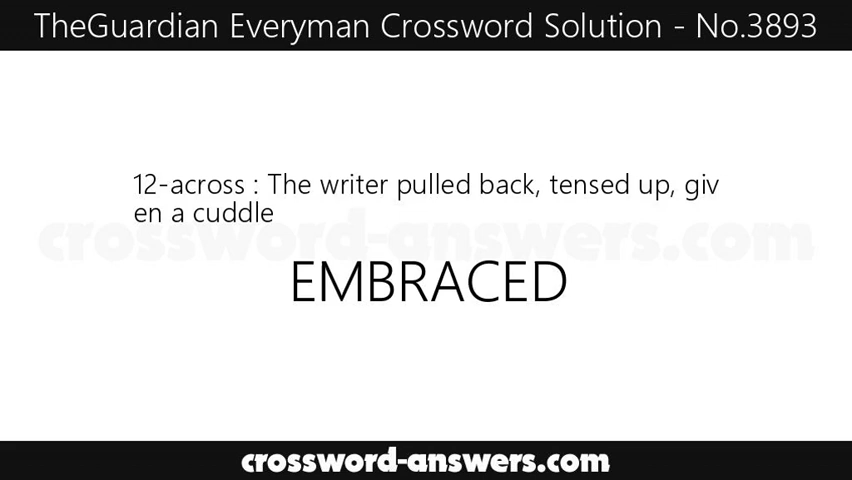 TheGuardian Everyman Crossword Solution - No.3893
12-across : The writer pulled back, tensed up, giv
en a cuddle
crossword-answers.com
EMBRACED
crossword-answers.com